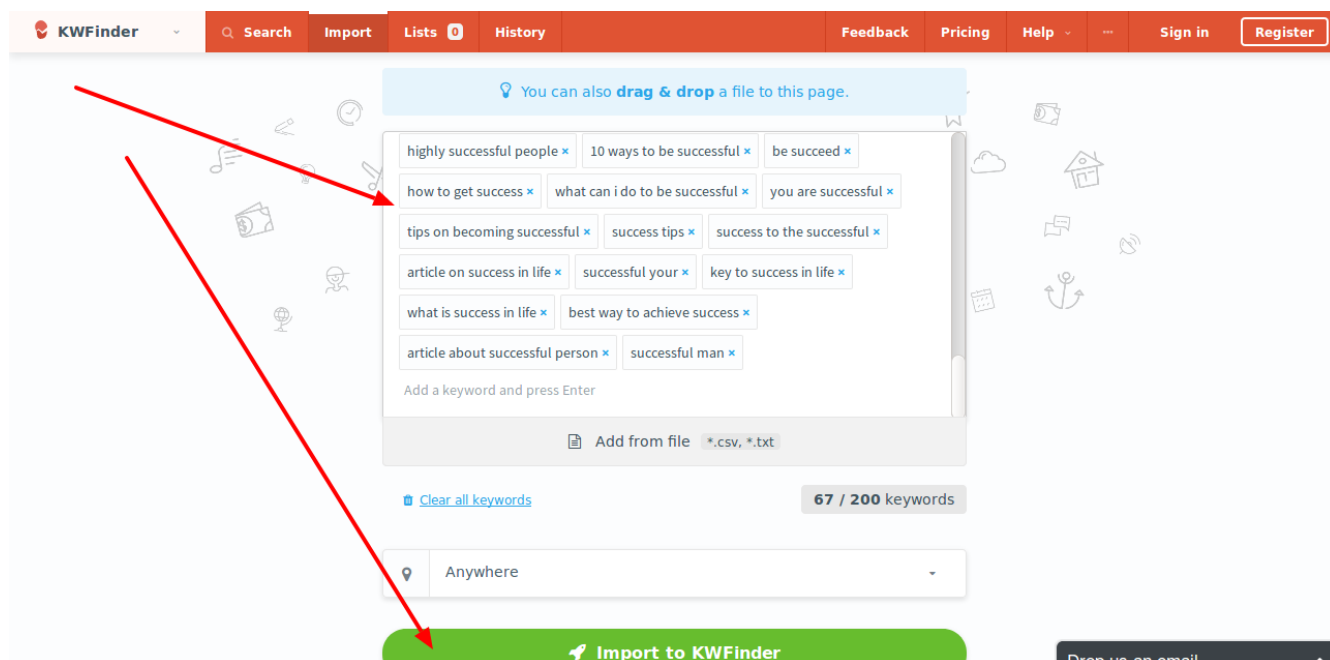 KWFinder Search Import Lists 0 History Feedback Pricing Help ··· Sign in Register
You can also drag & drop a file to this page.
highly successful people × 10 ways to be successful × be succeed ×
how to get success × what can i do to be successful × you are successful ×
tips on becoming successful × success tips × success to the successful ×
article on success in life × successful your × key to success in life ×
what is success in life × best way to achieve success ×
article about successful person × successful man ×
Add a keyword and press Enter
Add from file *.csv, *.txt
Clear all keywords 67 / 200 keywords
Anywhere
Import to KWFinder
Drop us an email